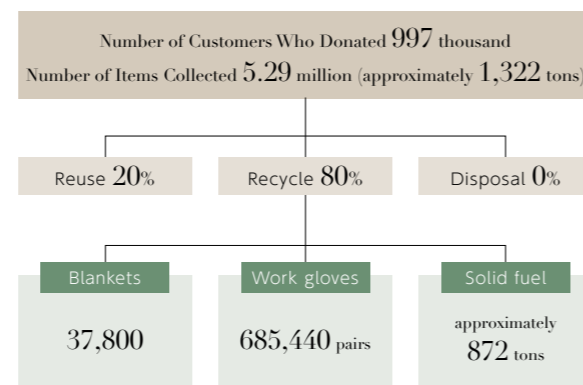 Number of Customers Who Donated 997 thousand
Number of Items Collected 5.29 million (approximately 1,322 tons)
Reuse 20%
Recycle 80%
Disposal 0%
Blankets
Work gloves
Solid fuel
37,800
685,440 pairs
approximately
872 tons